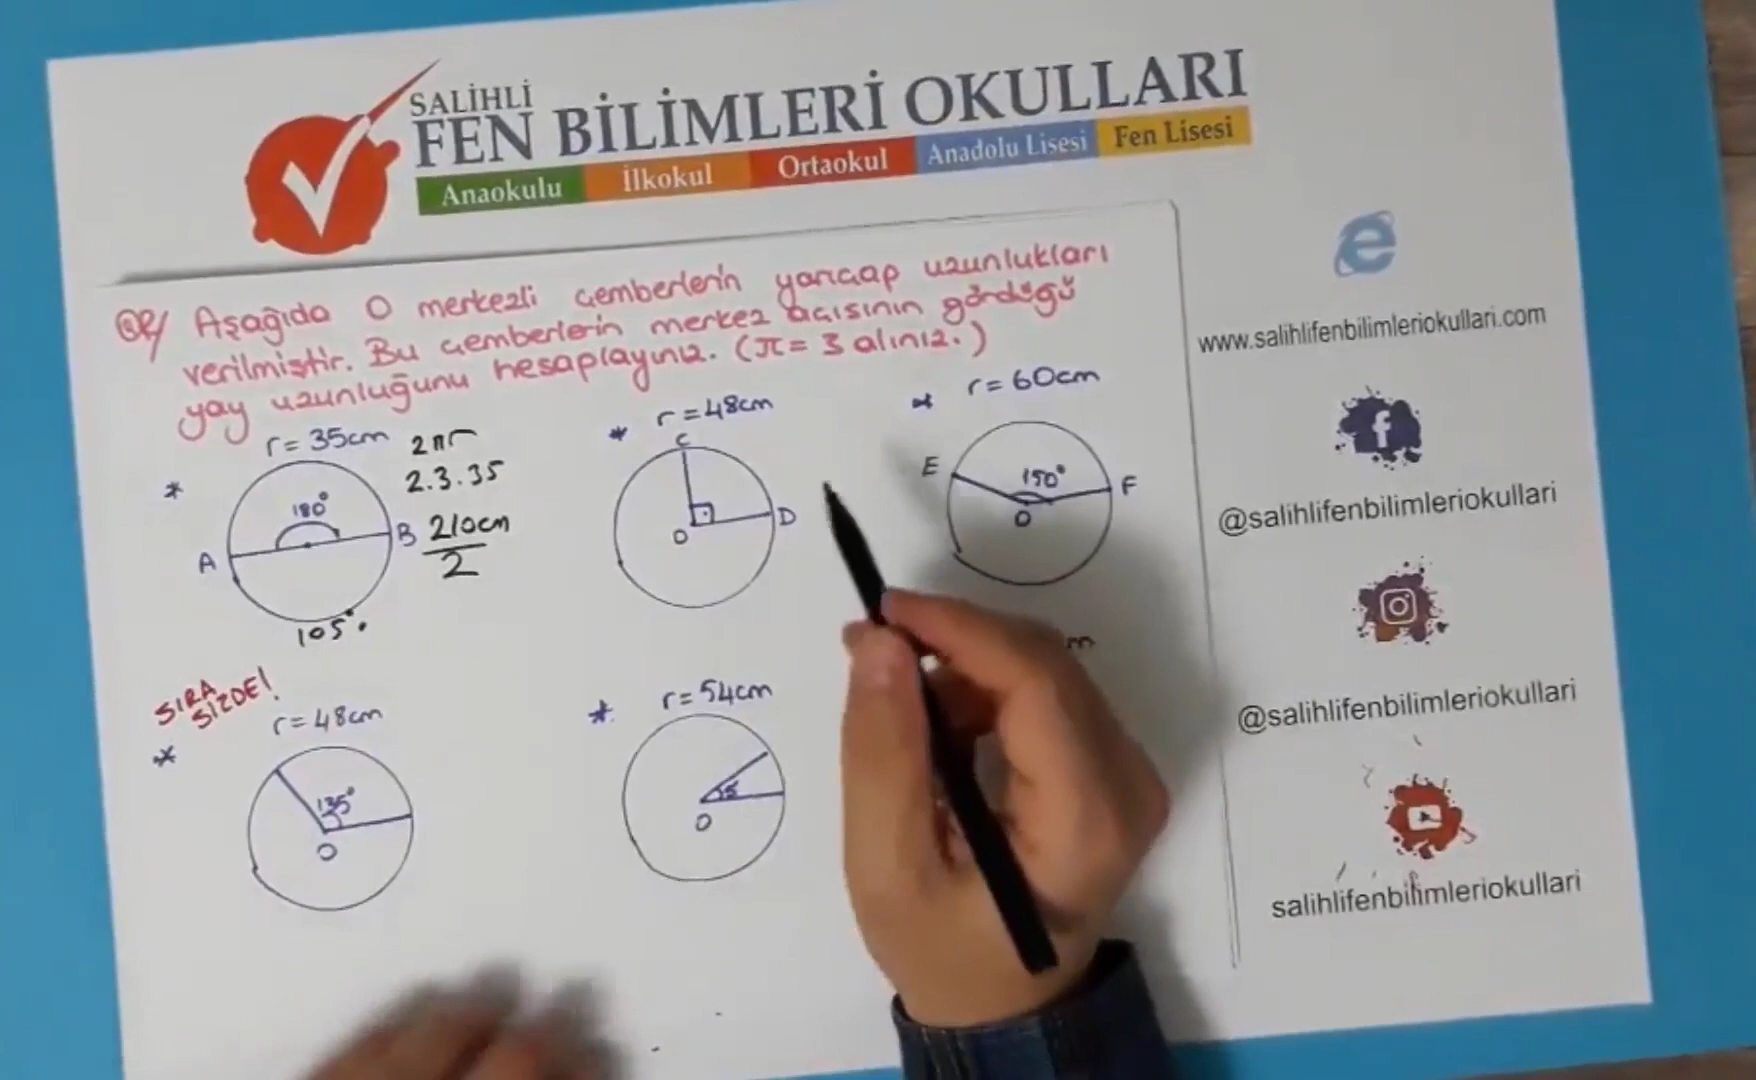 SALİHLİ
FEN BİLİMLERİ OKULLARI
Anaokulu İlkokul Ortaokul Anadolu Lisesi Fen Lisesi
Aşağıda O merkezli çemberlerin yarıçap uzunlukları
verilmiştir. Bu çemberlerin merkez açısının gördüğü
yay uzunluğunu hesaplayınız. (π = 3 alınız.)
* r = 35cm
180°
A
B
2πr
2.3.35
210cm
2
105°.
* r = 48cm
C
D
O
* r = 60cm
E
150°
F
O
SIRA
SİZDE!
* r = 48cm
135°
O
* r = 54cm
O
www.salihlifenbilimleriokullari.com
@salihlifenbilimleriokullari
@salihlifenbilimleriokullari
salihlifenbilimleriokullari